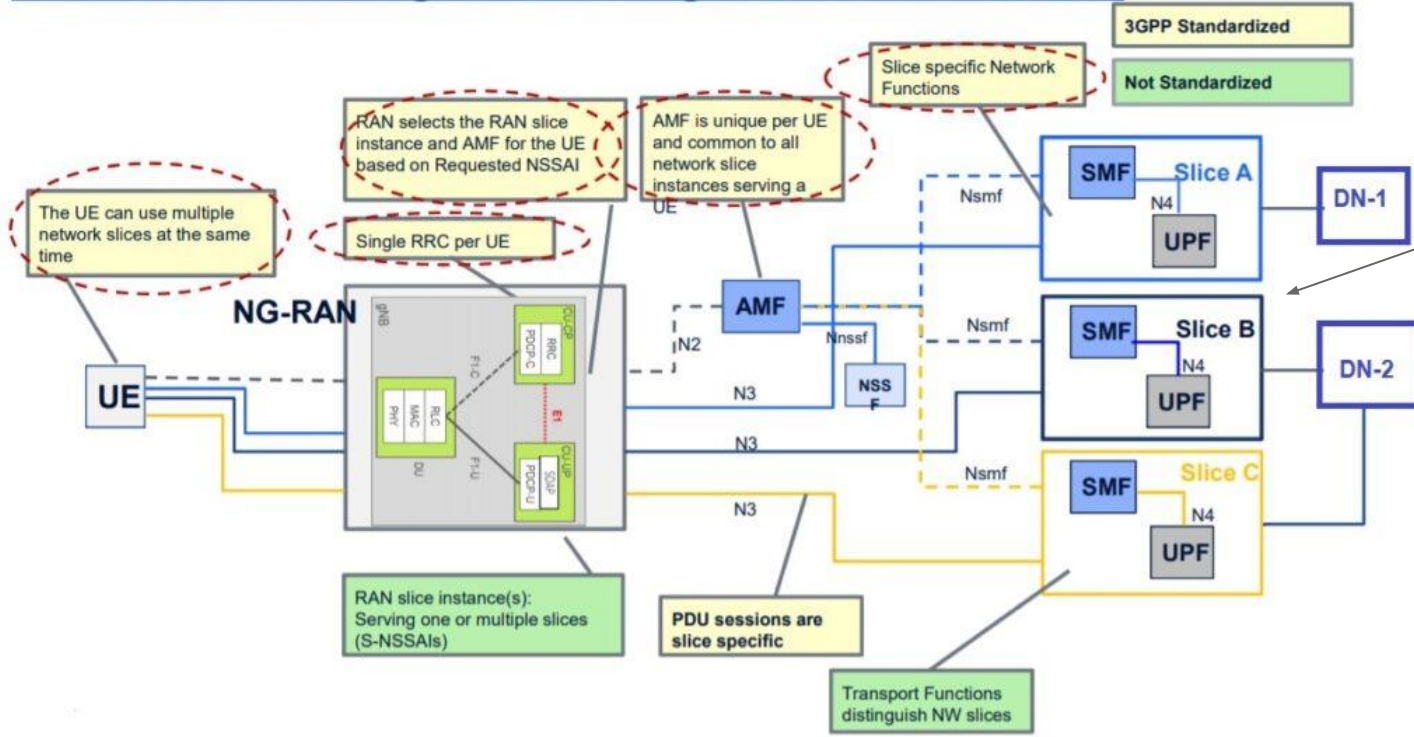 3GPP Standardized
Not Standardized
Slice specific Network
Functions
RAN selects the RAN slice
instance and AMF for the UE
based on Requested NSSAI
AMF is unique per UE
and common to all
network slice
instances serving a
UE
The UE can use multiple
network slices at the same
time
Single RRC per UE
NG-RAN
gNB
CU-CP
RRC
PDCP-C
F1-C
E1
RLC
MAC
PHY
DU
F1-U
CU-UP
SDAP
PDCP-U
UE
N2
AMF
Nnssf
NSS
F
Nsmf
Nsmf
Nsmf
N3
N3
N3
SMF
Slice A
N4
UPF
DN-1
SMF
Slice B
N4
UPF
DN-2
SMF
Slice C
N4
UPF
RAN slice instance(s):
Serving one or multiple slices
(S-NSSAIs)
PDU sessions are
slice specific
Transport Functions
distinguish NW slices